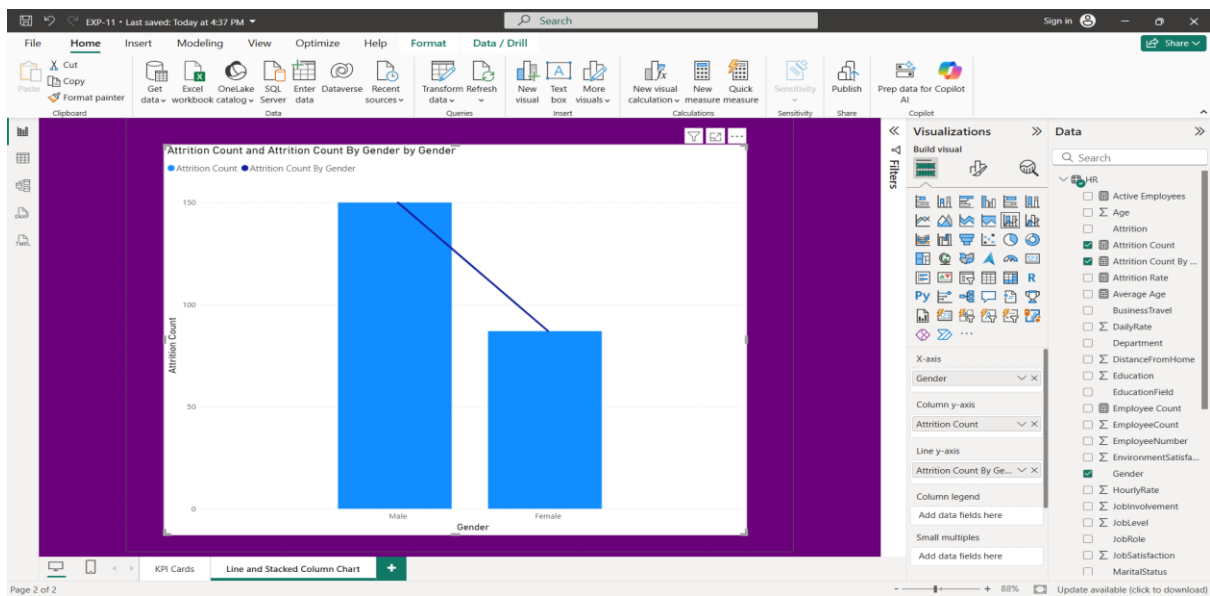 EXP-11 • Last saved: Today at 4:37 PM
Search
Sign in
File Home Insert Modeling View Optimize Help Format Data / Drill
Share
Paste
Cut
Copy
Format painter
Get data
Excel workbook
OneLake catalog
SQL Server
Enter data
Dataverse
Recent sources
Transform data
Refresh
New visual
Text box
More visuals
New visual calculation
New measure
Quick measure
Sensitivity
Publish
Prep data for AI
Copilot
Clipboard Data Queries Insert Calculations Sensitivity Share Copilot
Attrition Count and Attrition Count By Gender by Gender
Attrition Count Attrition Count By Gender
150
100
50
0
Attrition Count
Male Female
Gender
Filters
Visualizations
Build visual
R
Py
X-axis
Gender
Column y-axis
Attrition Count
Line y-axis
Attrition Count By Ge...
Column legend
Add data fields here
Small multiples
Add data fields here
Data
Search
HR
Active Employees
Age
Attrition
Attrition Count
Attrition Count By ...
Attrition Rate
Average Age
BusinessTravel
DailyRate
Department
DistanceFromHome
Education
EducationField
Employee Count
EmployeeCount
EmployeeNumber
EnvironmentSatisfa...
Gender
HourlyRate
JobInvolvement
JobLevel
JobRole
JobSatisfaction
MaritalStatus
KPI Cards Line and Stacked Column Chart
Page 2 of 2
88%
Update available (click to download)